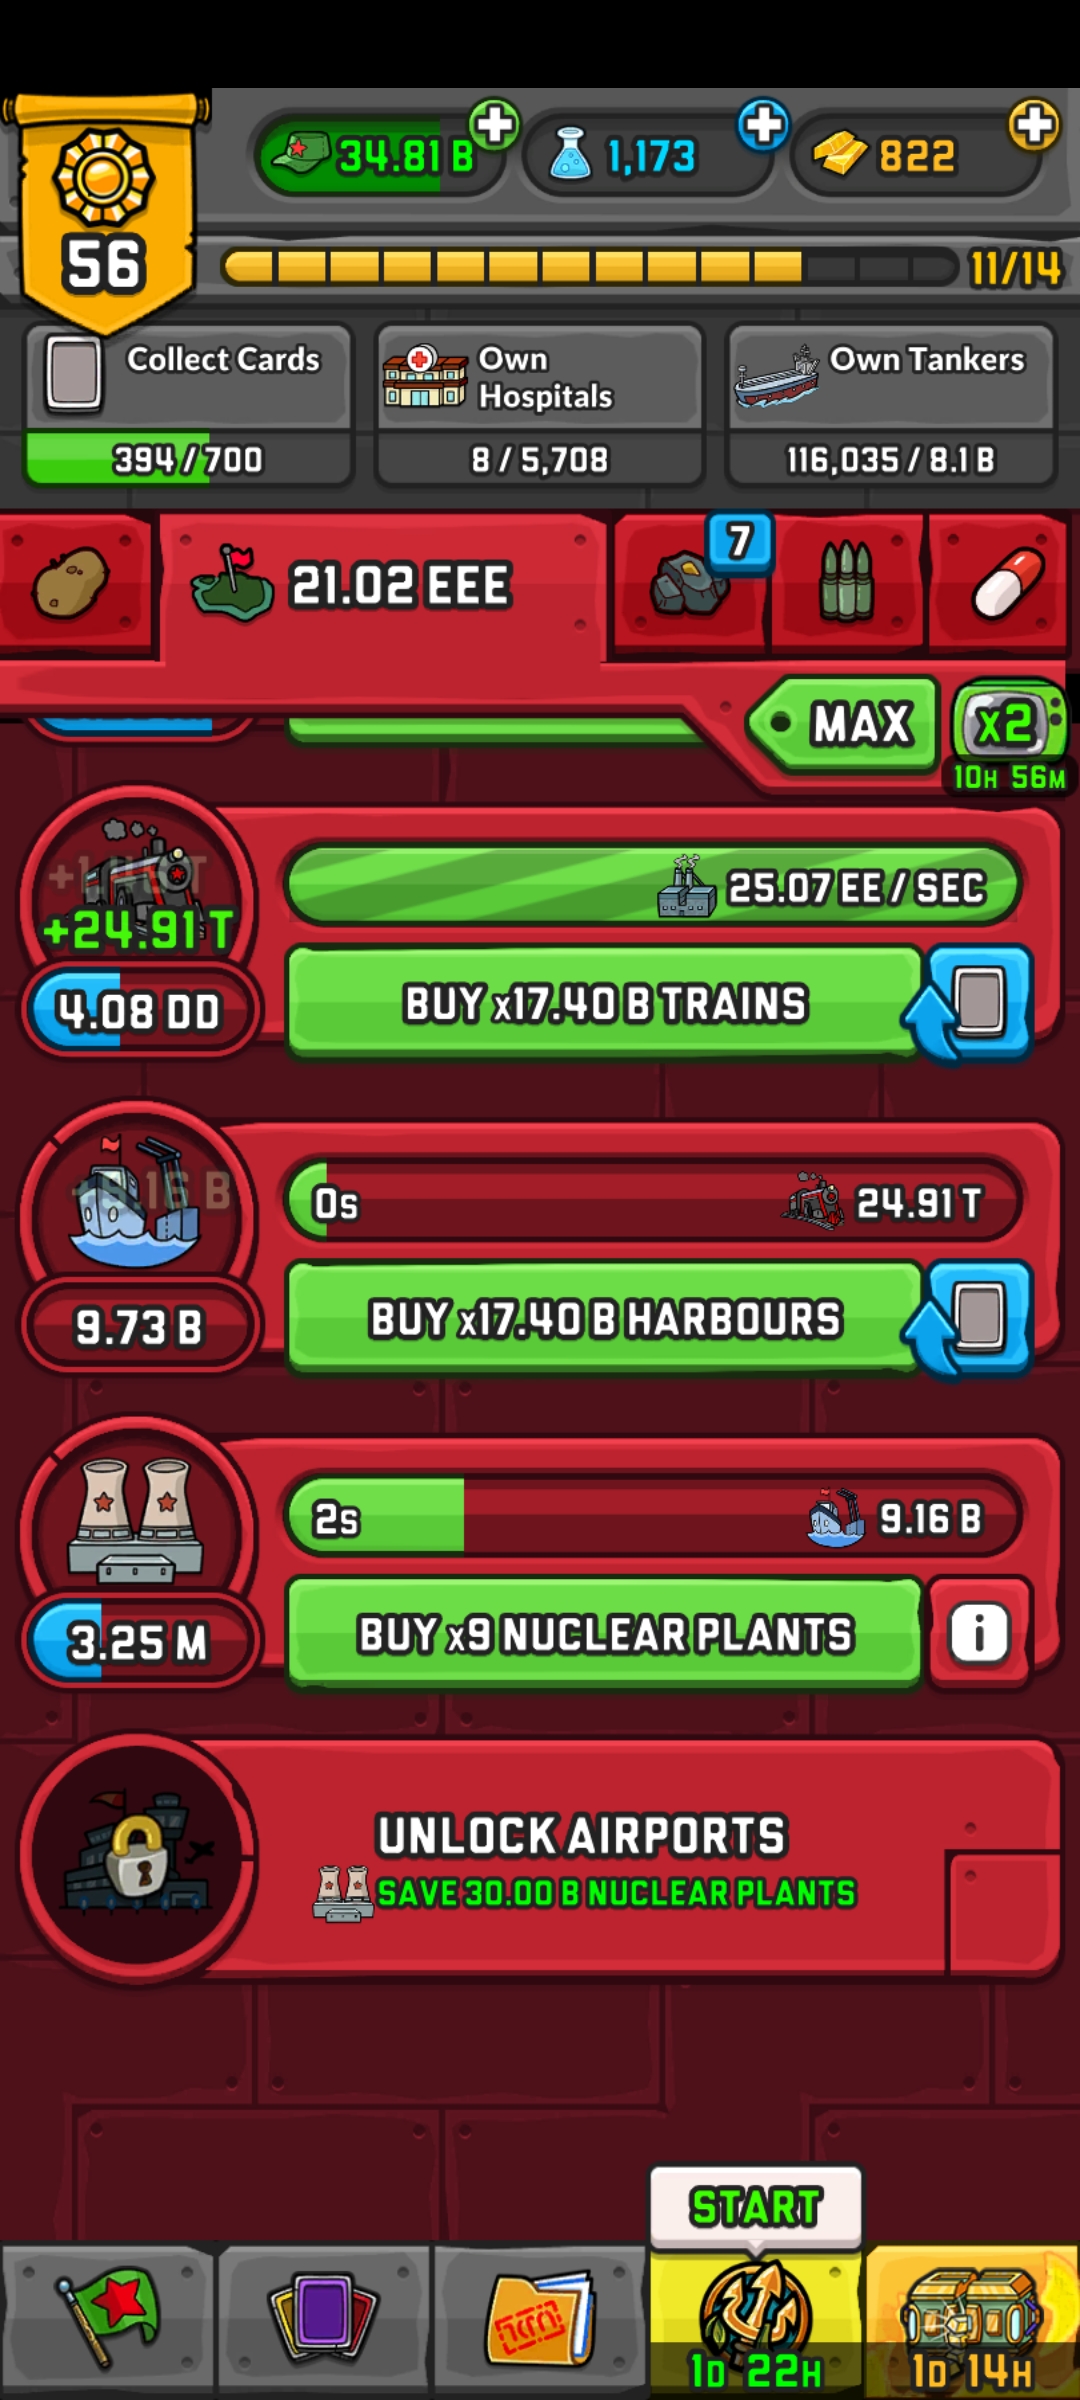 34.81 B
1,173
822
56
11/14
Collect Cards
394 / 700
Own
Hospitals
8 / 5,708
Own Tankers
116,035 / 8.1 B
21.02 EEE
7
MAX
x2
10H 56M
+24.91 T
4.08 DD
25.07 EE / SEC
BUY x17.40 B TRAINS
9.73 B
0s
24.91 T
BUY x17.40 B HARBOURS
3.25 M
2s
9.16 B
BUY x9 NUCLEAR PLANTS
i
UNLOCK AIRPORTS
SAVE 30.00 B NUCLEAR PLANTS
START
1D 22H
1D 14H